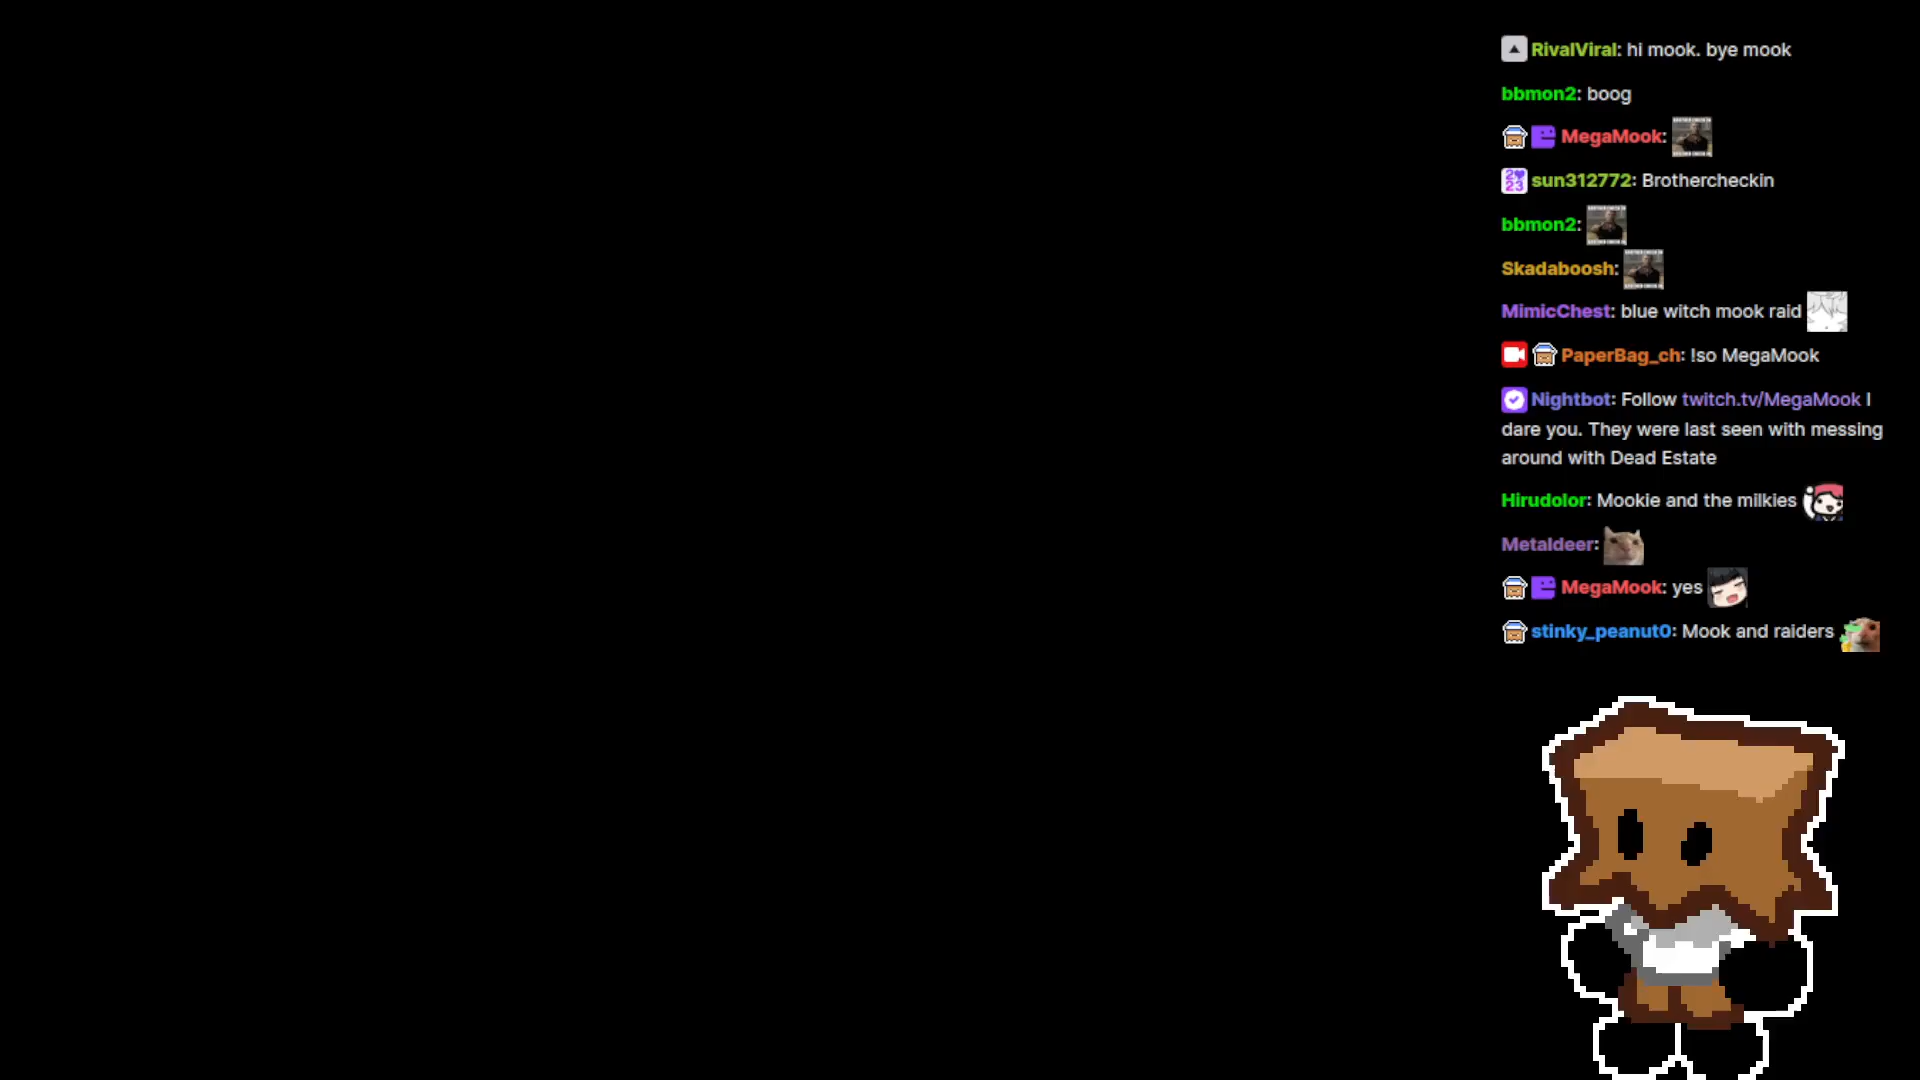 RivalViral: hi mook. bye mook
bbmon2: boog
MegaMook:
2023 sun312772: Brothercheckin
bbmon2:
Skadaboosh:
MimicChest: blue witch mook raid
PaperBag_ch: !so MegaMook
Nightbot: Follow twitch.tv/MegaMook I
dare you. They were last seen with messing
around with Dead Estate
Hirudolor: Mookie and the milkies
Metaldeer:
MegaMook: yes
stinky_peanut0: Mook and raiders